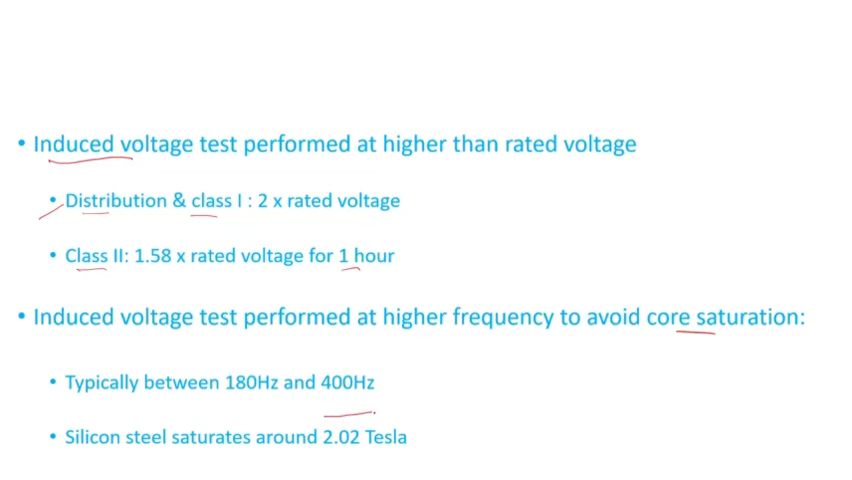 • Induced voltage test performed at higher than rated voltage
• Distribution & class I : 2 x rated voltage
• Class II: 1.58 x rated voltage for 1 hour
• Induced voltage test performed at higher frequency to avoid core saturation:
• Typically between 180Hz and 400Hz
• Silicon steel saturates around 2.02 Tesla